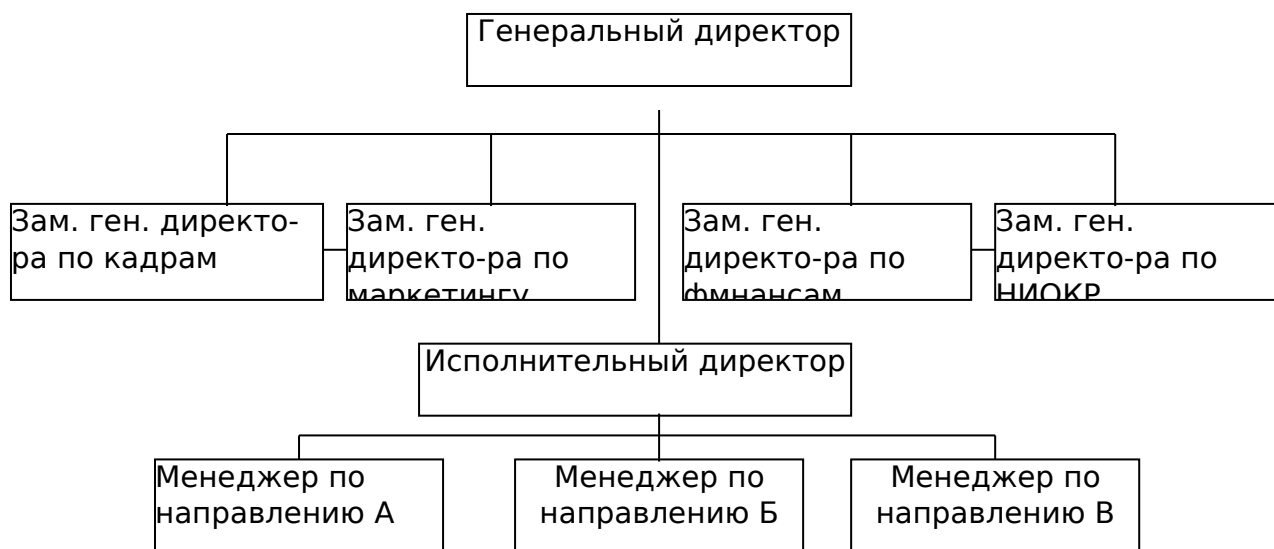 Генеральный директор
Зам. ген. директо-
ра по кадрам
Зам. ген.
директо-ра по
маркетингу
Зам. ген.
директо-ра по
фмнансам
Зам. ген.
директо-ра по
НИОКР
Исполнительный директор
Менеджер по
направлению А
Менеджер по
направлению Б
Менеджер по
направлению В